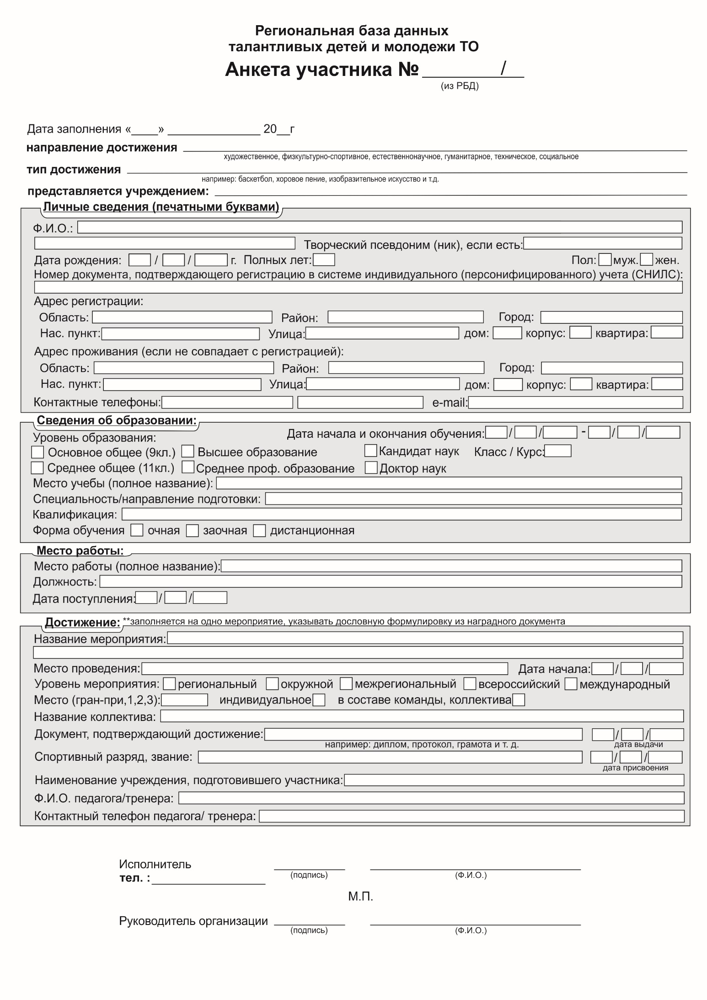 Региональная база данных
талантливых детей и молодежи ТО
Анкета участника № ________/__
(из РБД)
Дата заполнения «____» ______________ 20__г
направление достижения
художественное, физкультурно-спортивное, естественнонаучное, гуманитарное, техническое, социальное
тип достижения
например: баскетбол, хоровое пение, изобразительное искусство и т.д.
представляется учреждением:
Личные сведения (печатными буквами)
Ф.И.О.:
Творческий псевдоним (ник), если есть:
Дата рождения: / / г. Полных лет: Пол: муж. жен.
Номер документа, подтверждающего регистрацию в системе индивидуального (персонифицированного) учета (СНИЛС):
Адрес регистрации:
Область: Район: Город:
Нас. пункт: Улица: дом: корпус: квартира:
Адрес проживания (если не совпадает с регистрацией):
Область: Район: Город:
Нас. пункт: Улица: дом: корпус: квартира:
Контактные телефоны: e-mail:
Сведения об образовании:
Уровень образования: Дата начала и окончания обучения: / / - / /
Основное общее (9кл.) Высшее образование Кандидат наук Класс / Курс:
Среднее общее (11кл.) Среднее проф. образование Доктор наук
Место учебы (полное название):
Специальность/направление подготовки:
Квалификация:
Форма обучения очная заочная дистанционная
Место работы:
Место работы (полное название):
Должность:
Дата поступления: / /
Достижение: **заполняется на одно мероприятие, указывать дословную формулировку из наградного документа
Название мероприятия:
Место проведения: Дата начала: / /
Уровень мероприятия: региональный окружной межрегиональный всероссийский международный
Место (гран-при,1,2,3): индивидуальное в составе команды, коллектива
Название коллектива:
Документ, подтверждающий достижение: / /
например: диплом, протокол, грамота и т. д. дата выдачи
Спортивный разряд, звание: / /
дата присвоения
Наименование учреждения, подготовившего участника:
Ф.И.О. педагога/тренера:
Контактный телефон педагога/ тренера:
Исполнитель
(подпись) (Ф.И.О.)
тел. :
М.П.
Руководитель организации
(подпись) (Ф.И.О.)